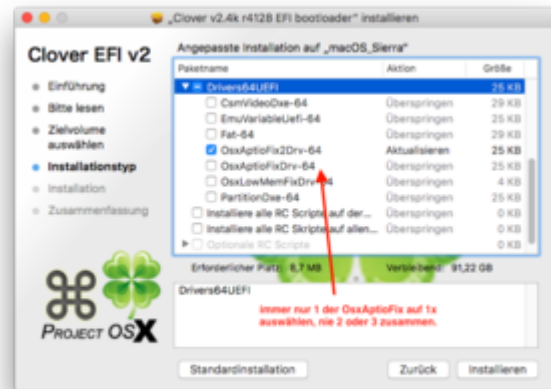 „Clover v2.4k r4128 EFI bootloader" installieren
Clover EFI v2
Angepasste Installation auf „macOS_Sierra"
Einführung
Bitte lesen
Zielvolume
auswählen
Installationstyp
Installation
Zusammenfassung
Paketname Aktion Größe
Drivers64UEFI 25 KB
CsmVideoDxe-64 Überspringen 29 KB
EmuVariableUefi-64 Überspringen 25 KB
Fat-64 Überspringen 29 KB
OsxAptioFix2Drv-64 Aktualisieren 25 KB
OsxAptioFixDrv-64 Überspringen 25 KB
OsxLowMemFixDrv-64 Überspringen 4 KB
PartitionDxe-64 Überspringen 25 KB
Installiere alle RC Scripte auf der... Überspringen 0 KB
Installiere alle RC Skripte auf allen... Überspringen 0 KB
Optionale RC Scripte 0 KB
Erforderlicher Platz: 8,7 MB Verbleibend: 91,22 GB
Drivers64UEFI
Immer nur 1 der OsxAptioFix auf 1x
auswählen, nie 2 oder 3 zusammen.
PROJECT OSX
Standardinstallation Zurück Installieren